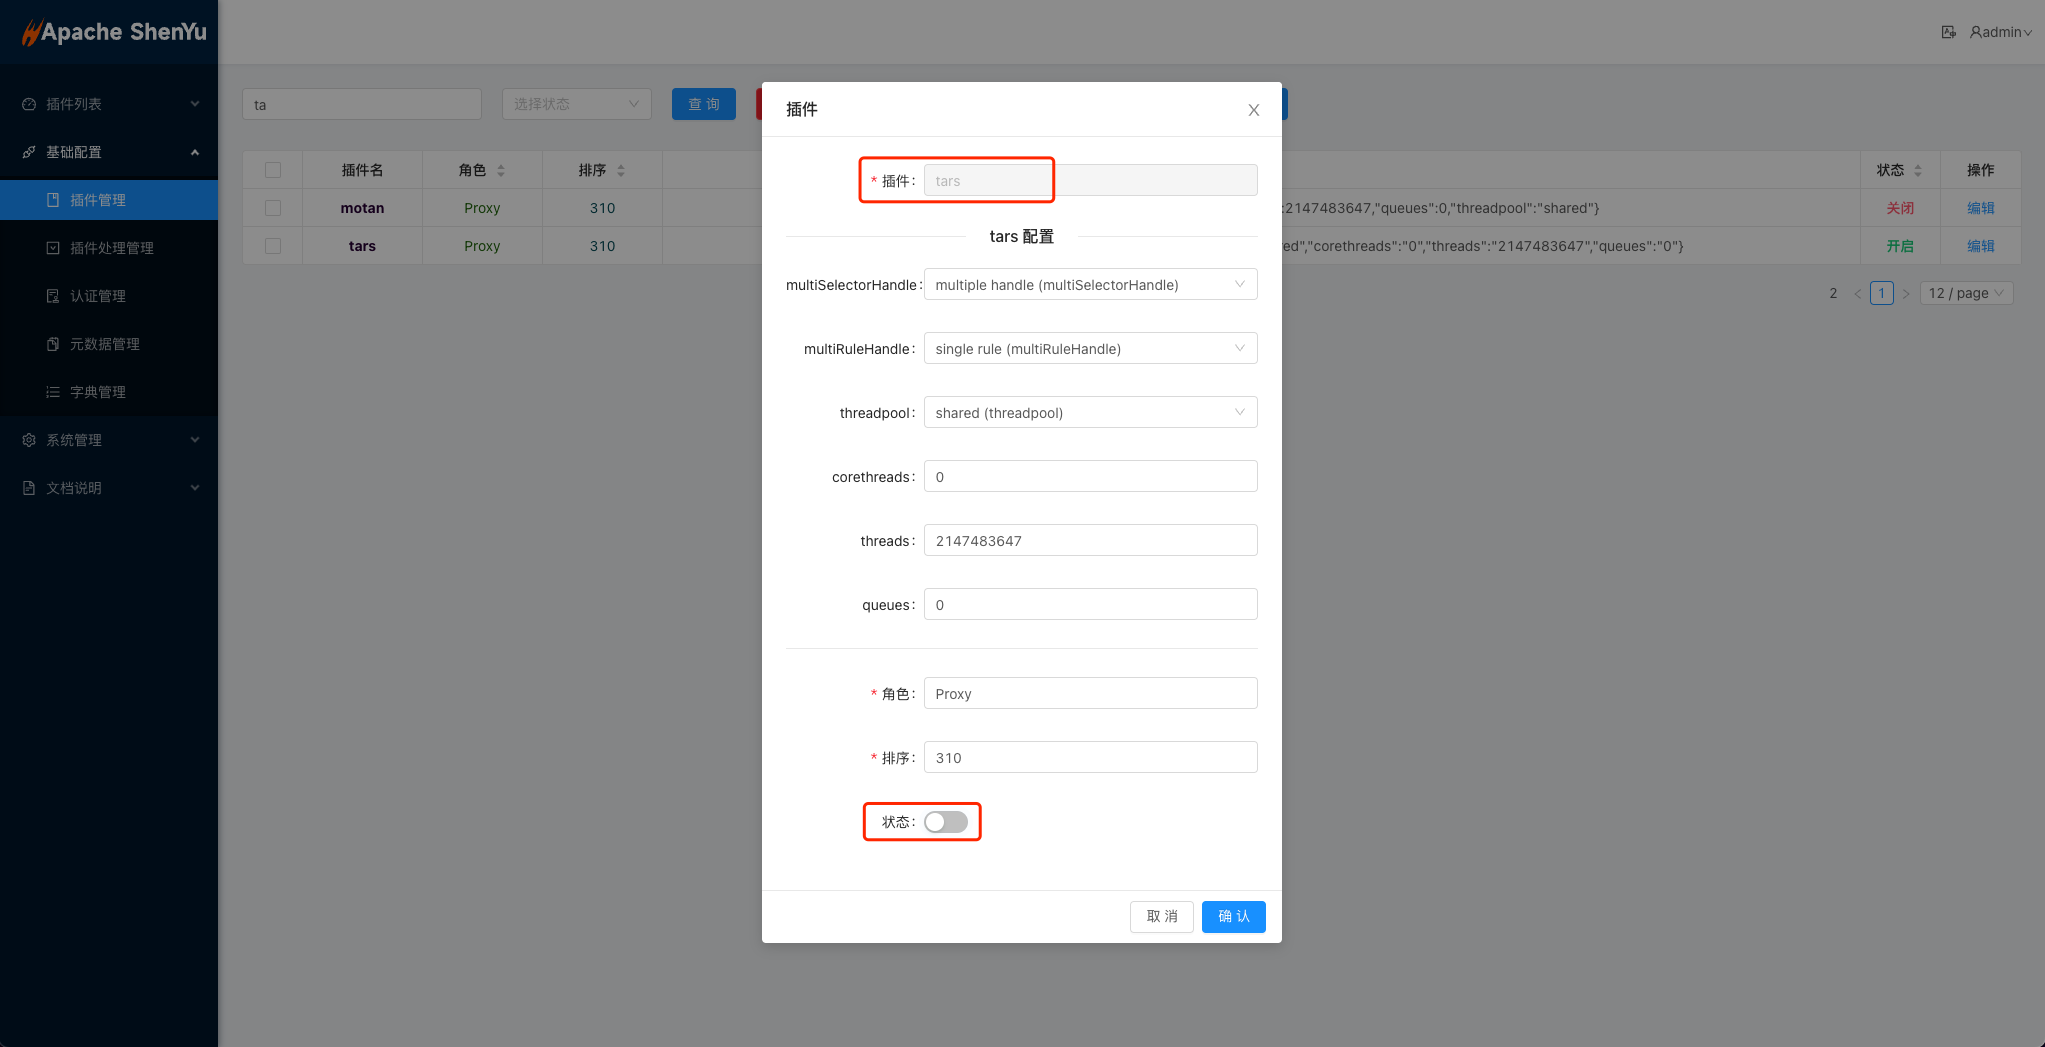 Apache ShenYu
admin
插件列表
基础配置
插件管理
插件处理管理
认证管理
元数据管理
字典管理
系统管理
文档说明
ta
选择状态
查 询
插件名 角色 排序 状态 操作
motan Proxy 310 :2147483647,"queues":0,"threadpool":"shared"} 关闭 编辑
tars Proxy 310 red","corethreads":"0","threads":"2147483647","queues":"0"} 开启 编辑
2 < 1 > 12 / page
插件
* 插件: tars
tars 配置
multiSelectorHandle: multiple handle (multiSelectorHandle)
multiRuleHandle: single rule (multiRuleHandle)
threadpool: shared (threadpool)
corethreads: 0
threads: 2147483647
queues: 0
* 角色: Proxy
* 排序: 310
状态:
取 消 确 认